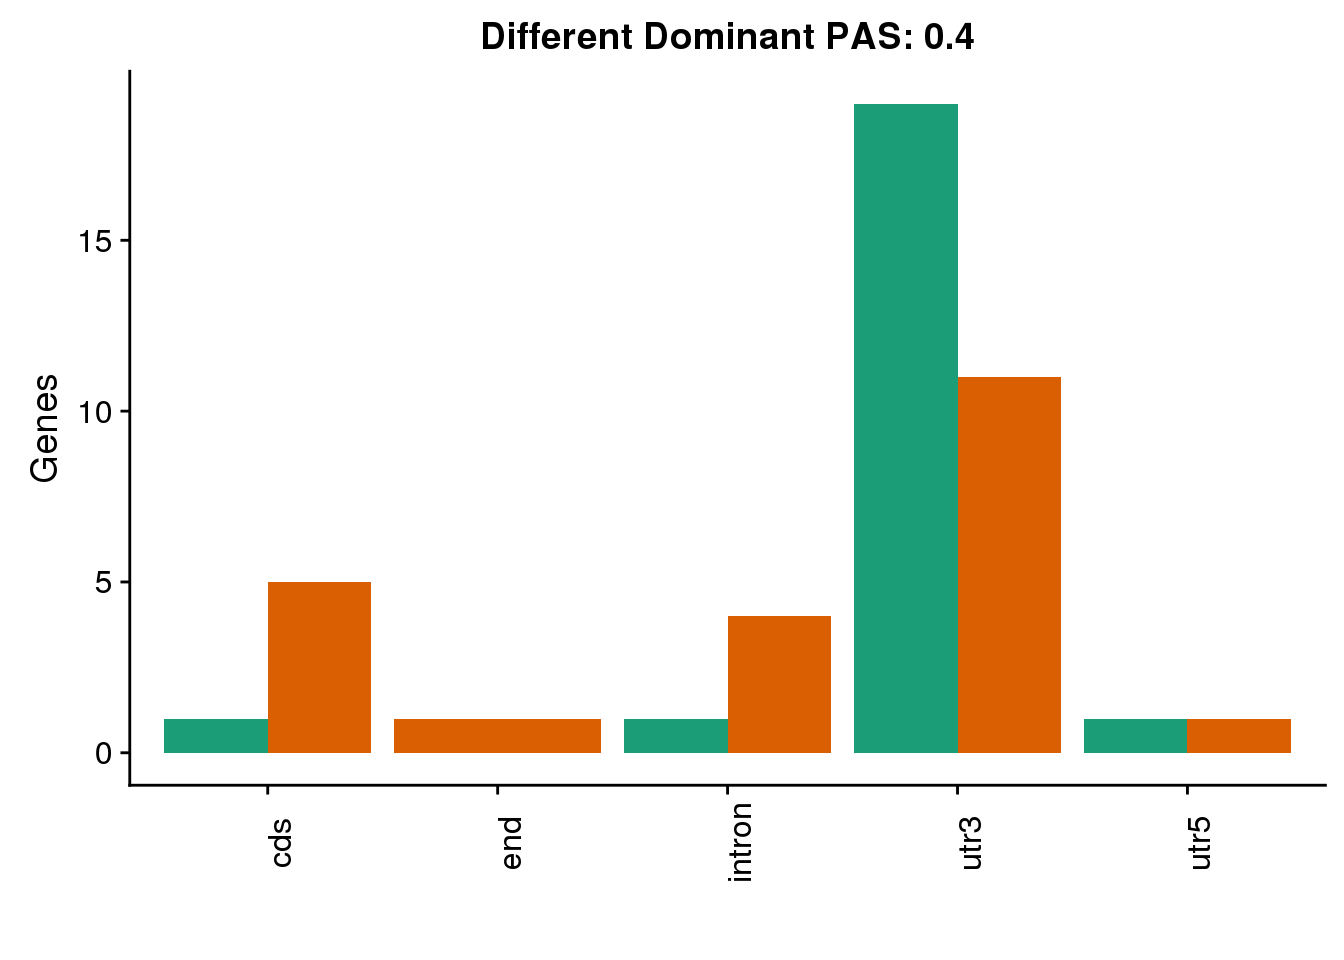 Different Dominant PAS: 0.4
Genes
15
10
5
0
cds
end
intron
utr3
utr5